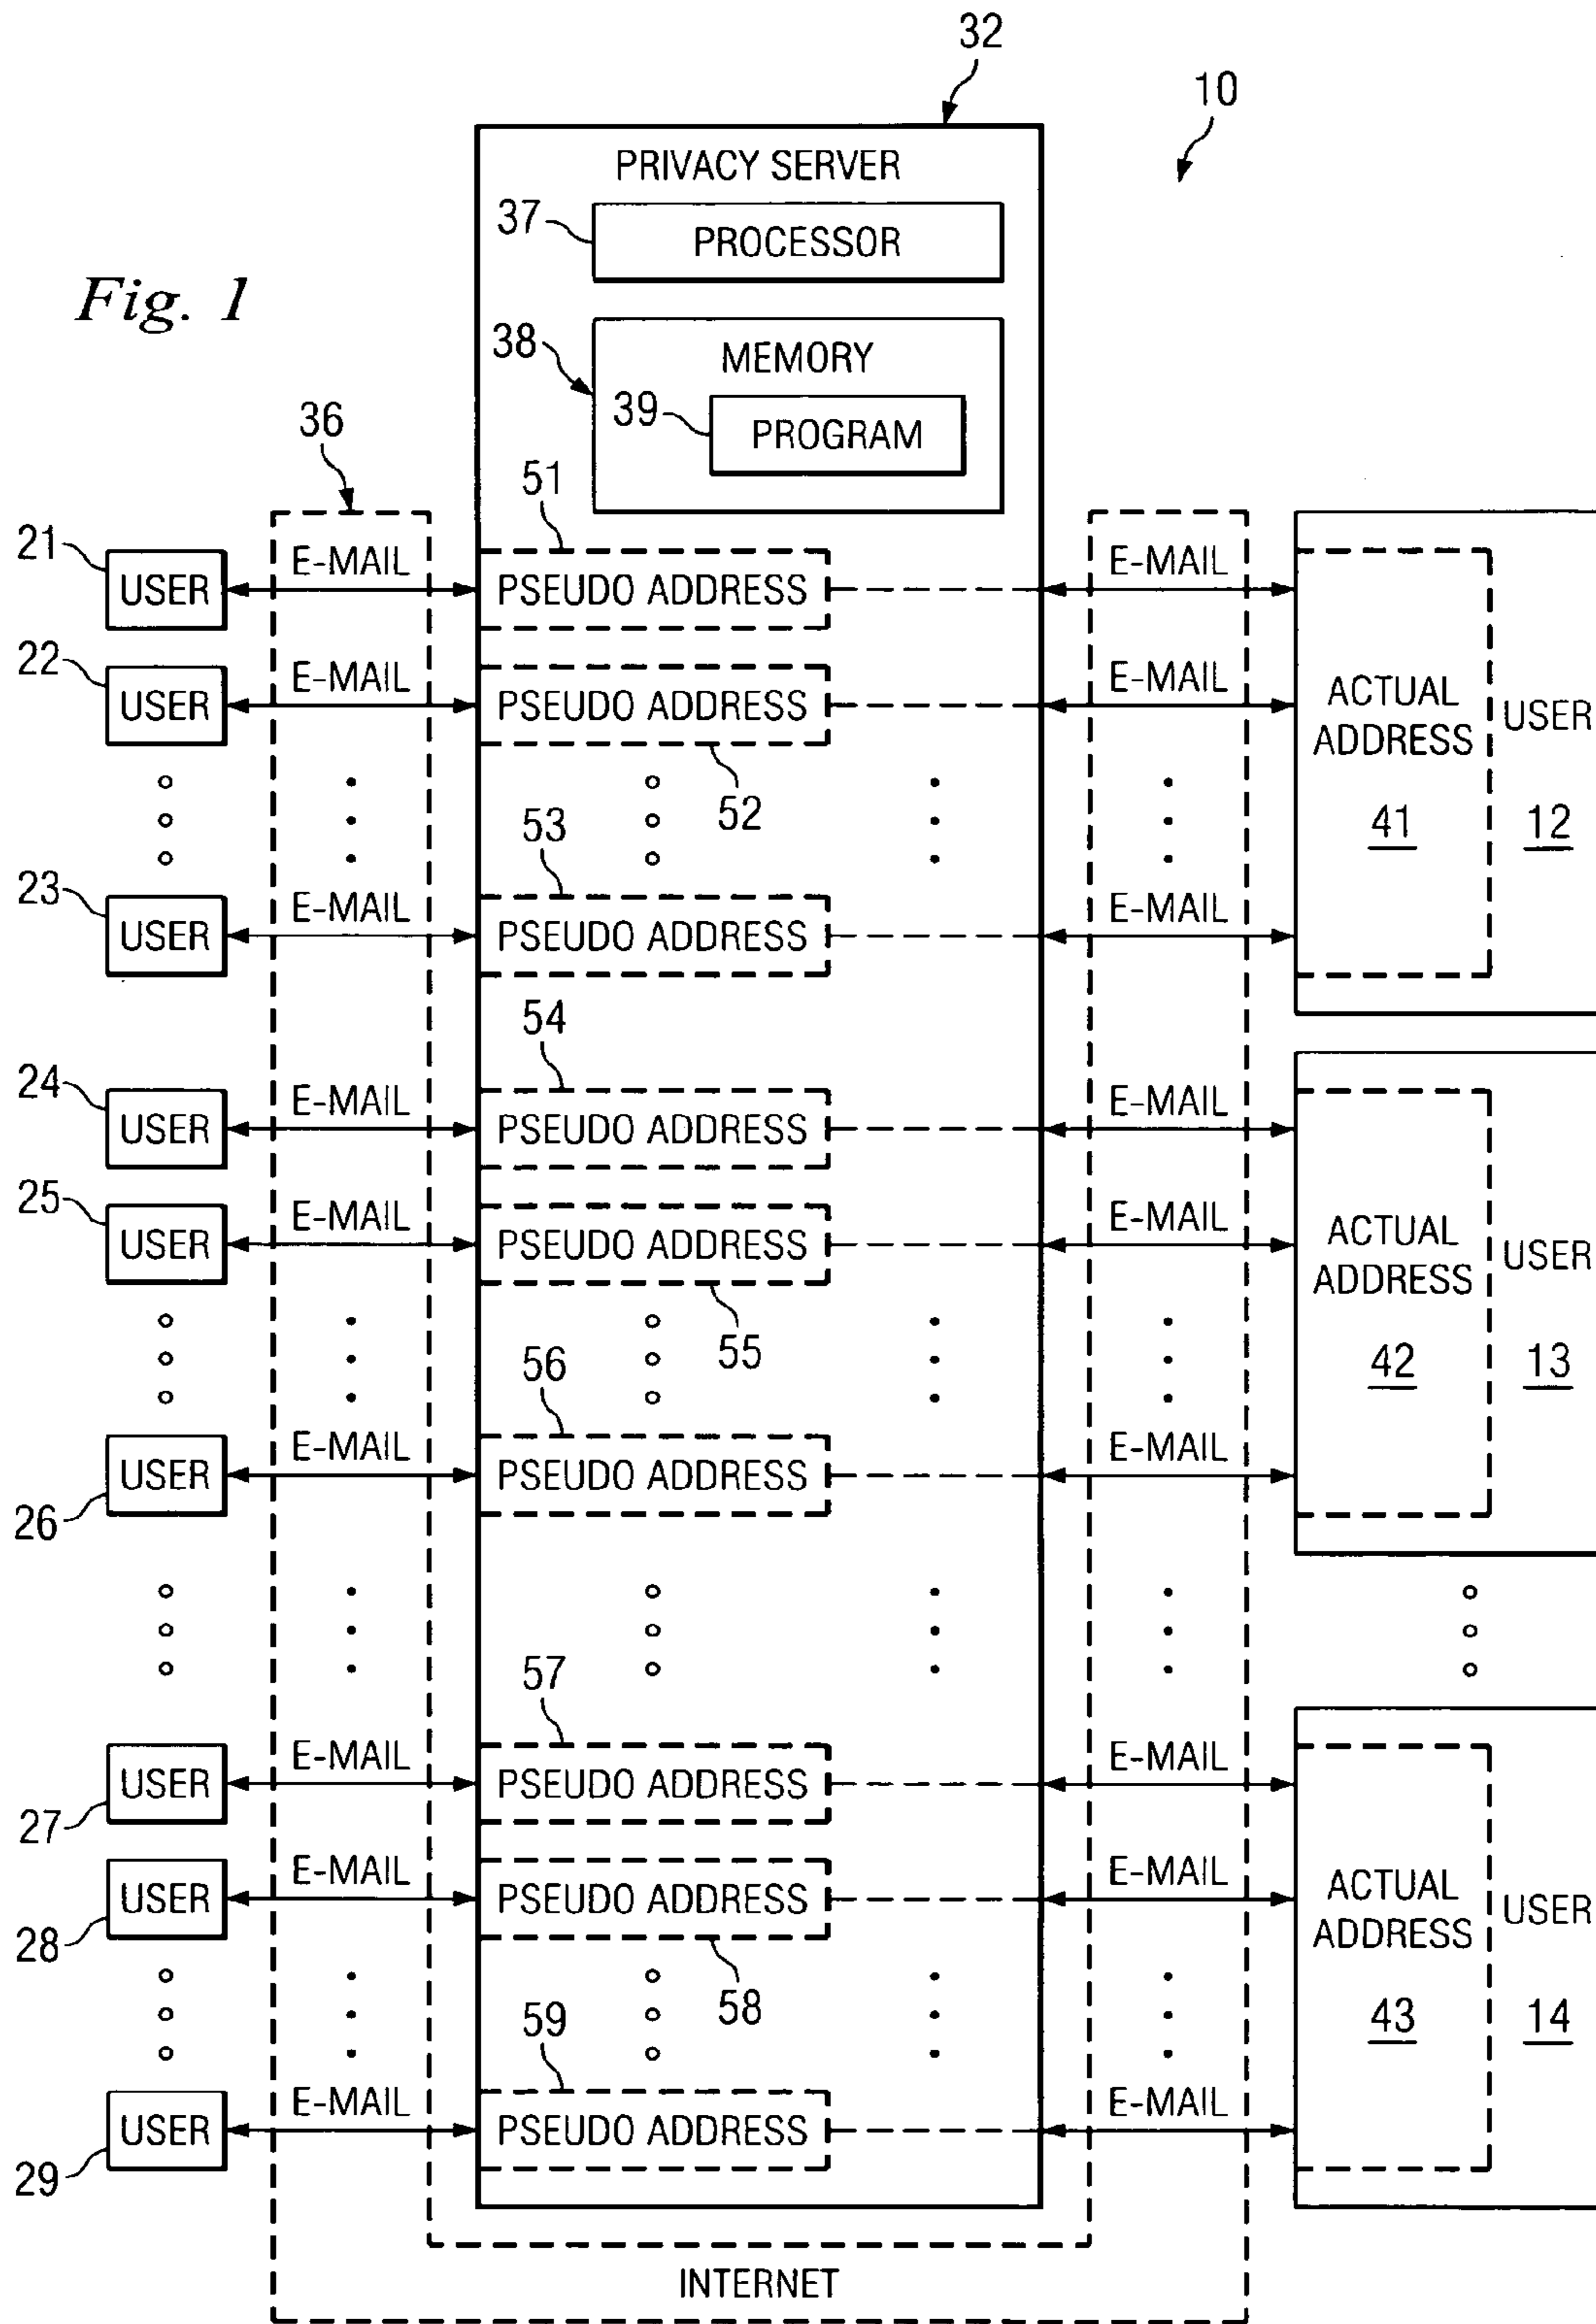 32
10
PRIVACY SERVER
37
PROCESSOR
Fig. 1
38
MEMORY
39
PROGRAM
36
51
21
USER
E-MAIL
PSEUDO ADDRESS
E-MAIL
22
USER
E-MAIL
PSEUDO ADDRESS
E-MAIL
ACTUAL
ADDRESS
USER
52
53
41
12
23
USER
E-MAIL
PSEUDO ADDRESS
E-MAIL
54
24
USER
E-MAIL
PSEUDO ADDRESS
E-MAIL
25
USER
E-MAIL
PSEUDO ADDRESS
E-MAIL
ACTUAL
ADDRESS
USER
55
56
42
13
26
USER
E-MAIL
PSEUDO ADDRESS
E-MAIL
57
27
USER
E-MAIL
PSEUDO ADDRESS
E-MAIL
28
USER
E-MAIL
PSEUDO ADDRESS
E-MAIL
ACTUAL
ADDRESS
USER
58
59
43
14
29
USER
E-MAIL
PSEUDO ADDRESS
E-MAIL
INTERNET